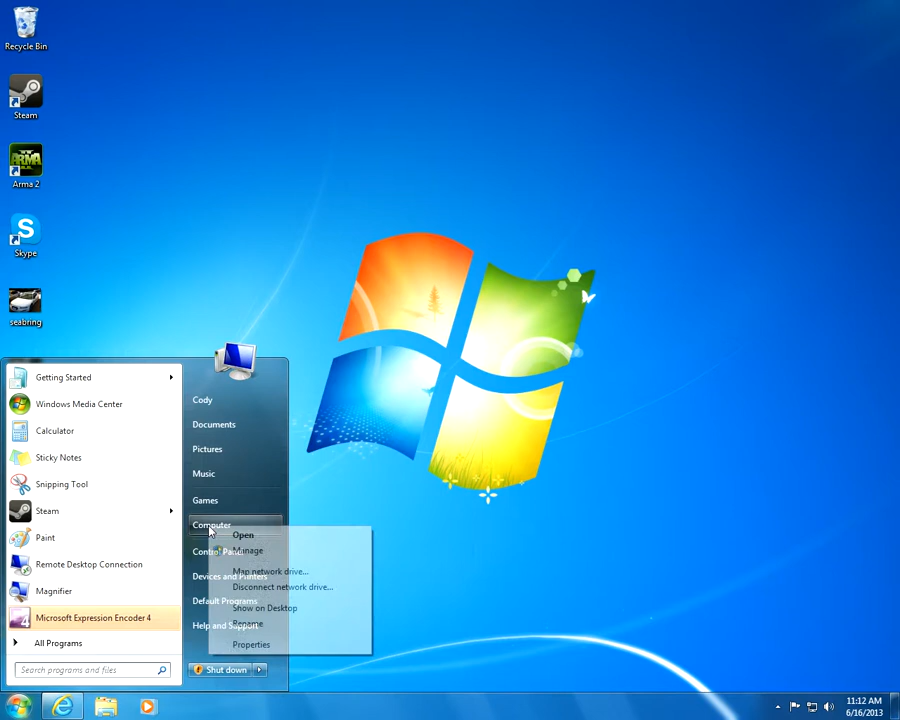 Recycle Bin
Steam
ARMA
Arma 2
S
Skype
seabring
Getting Started
Windows Media Center
Calculator
Sticky Notes
Snipping Tool
Steam
Paint
Remote Desktop Connection
Magnifier
4 Microsoft Expression Encoder 4
All Programs
Search programs and files
Cody
Documents
Pictures
Music
Games
Computer
Control Panel
Devices and Printers
Default Programs
Help and Support
Shut down
Open
Manage
Map network drive...
Disconnect network drive...
Show on Desktop
Rename
Properties
11:12 AM
6/16/2013